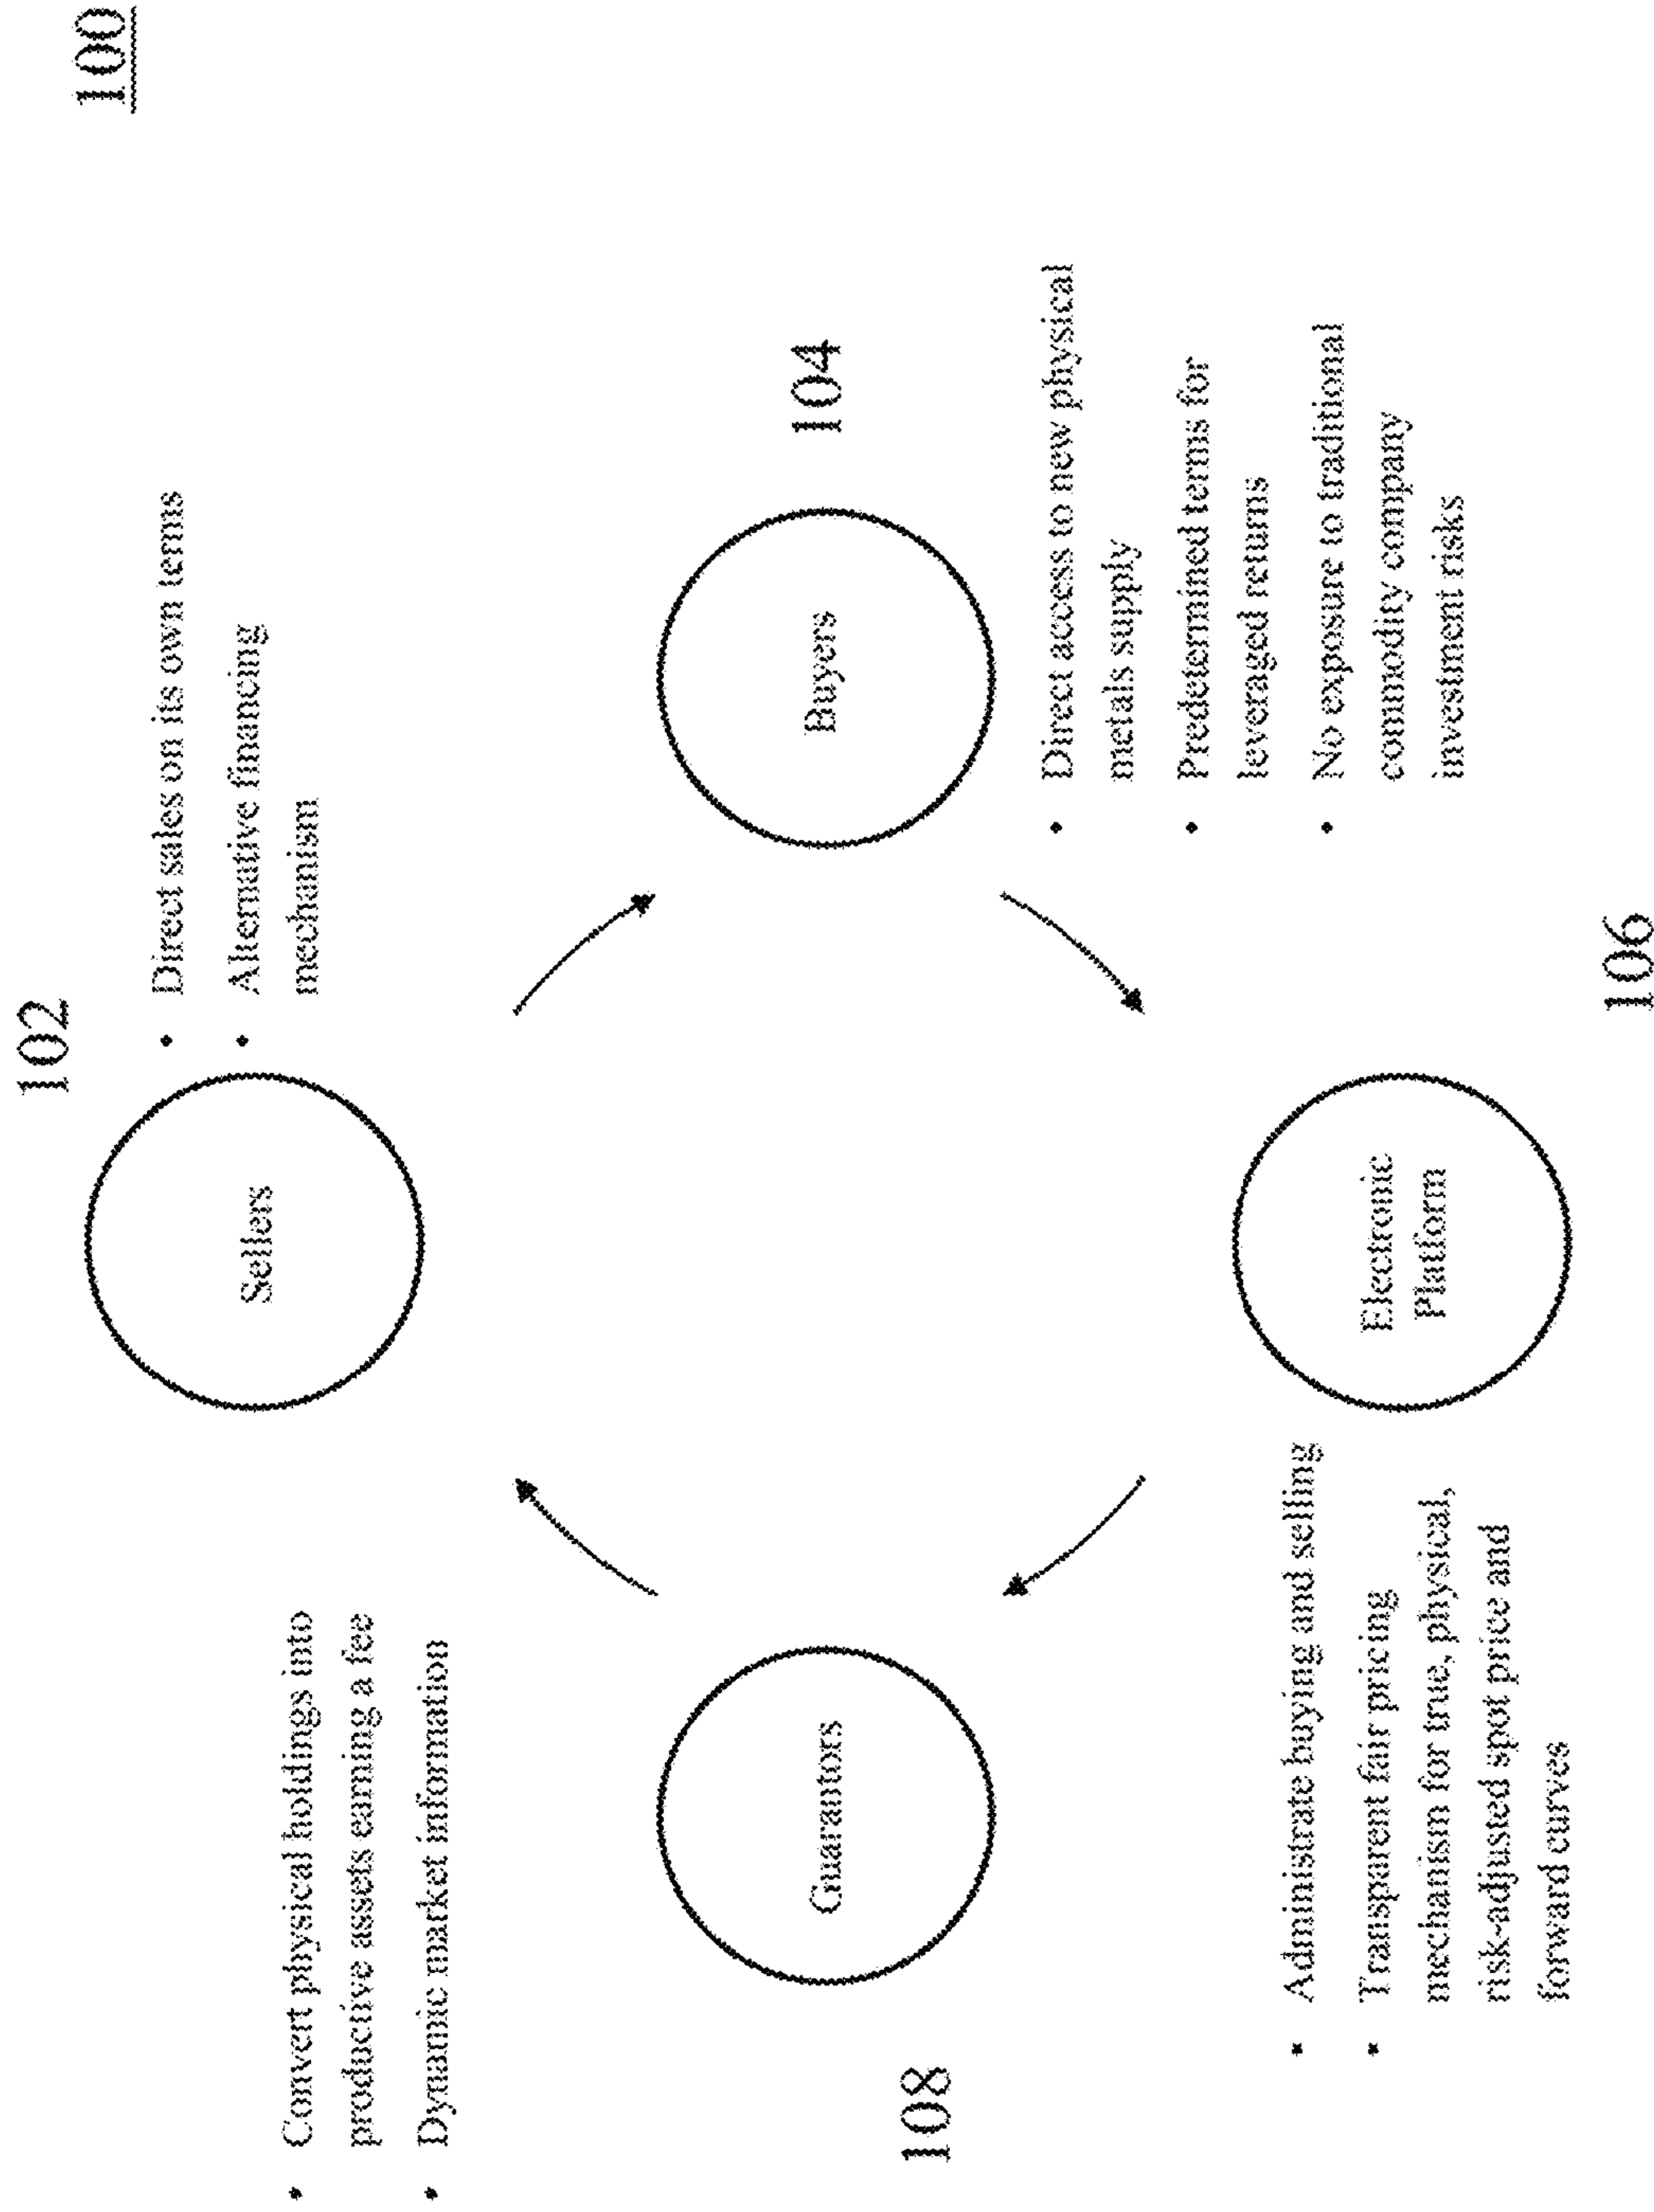 100
102
Sellers
• Direct sales on its own terms
• Alternative financing
mechanism
104
Buyers
• Direct access to new physical
metals supply
• Predetermined terms for
leveraged returns
• No exposure to traditional
commodity company
investment risks
106
Electronic
Platform
• Administrate buying and selling
• Transparent fair pricing
mechanism for true, physical,
risk-adjusted spot price and
forward curves
108
Guarantors
• Convert physical holdings into
productive assets earning a fee
• Dynamic market information